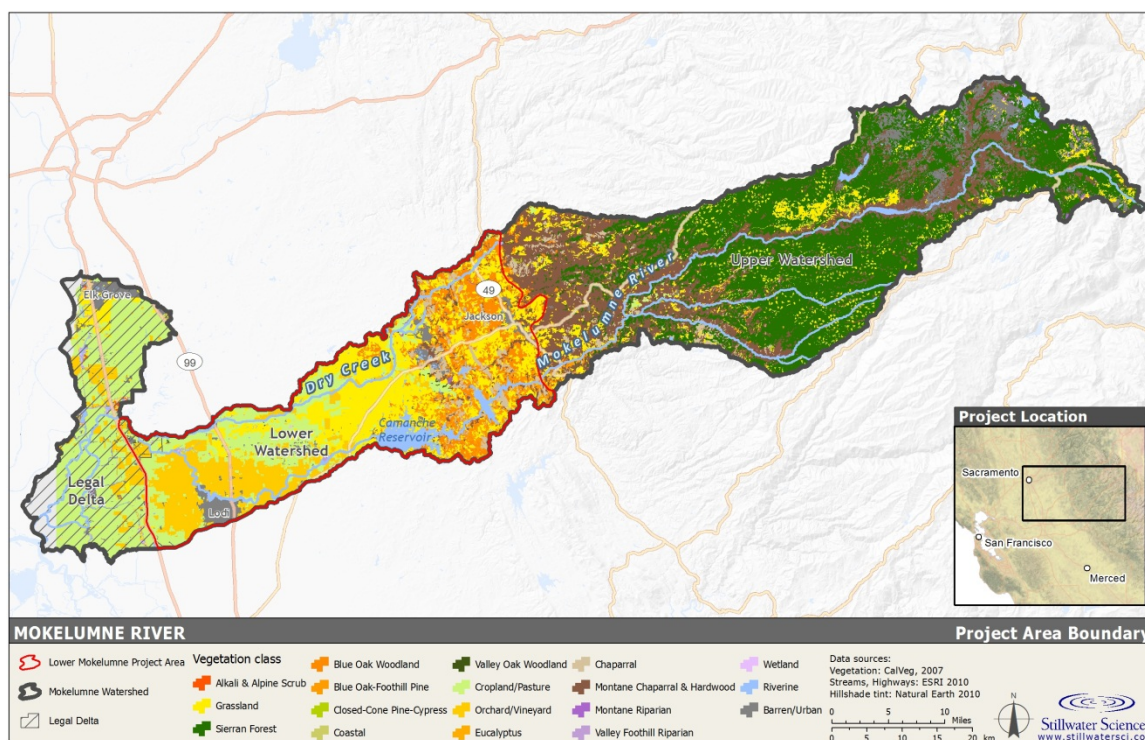 Elk Grove
99
49
Jackson
Dry Creek
Mokelumne River
Upper Watershed
Camanche
Reservoir
Lower
Watershed
Legal
Delta
Lodi
Project Location
Sacramento
San Francisco
Merced
MOKELUMNE RIVER
Project Area Boundary
Lower Mokelumne Project Area
Mokelumne Watershed
Legal Delta
Vegetation class
Alkali & Alpine Scrub
Grassland
Sierran Forest
Blue Oak Woodland
Blue Oak-Foothill Pine
Closed-Cone Pine-Cypress
Coastal
Valley Oak Woodland
Cropland/Pasture
Orchard/Vineyard
Eucalyptus
Chaparral
Montane Chaparral & Hardwood
Montane Riparian
Valley Foothill Riparian
Wetland
Riverine
Barren/Urban
Data sources:
Vegetation: CalVeg, 2007
Streams, Highways: ESRI 2010
Hillshade tint: Natural Earth 2010
0 5 10
Miles
0 5 10 15 20 km
N
Stillwater Science
www.stillwatersci.co